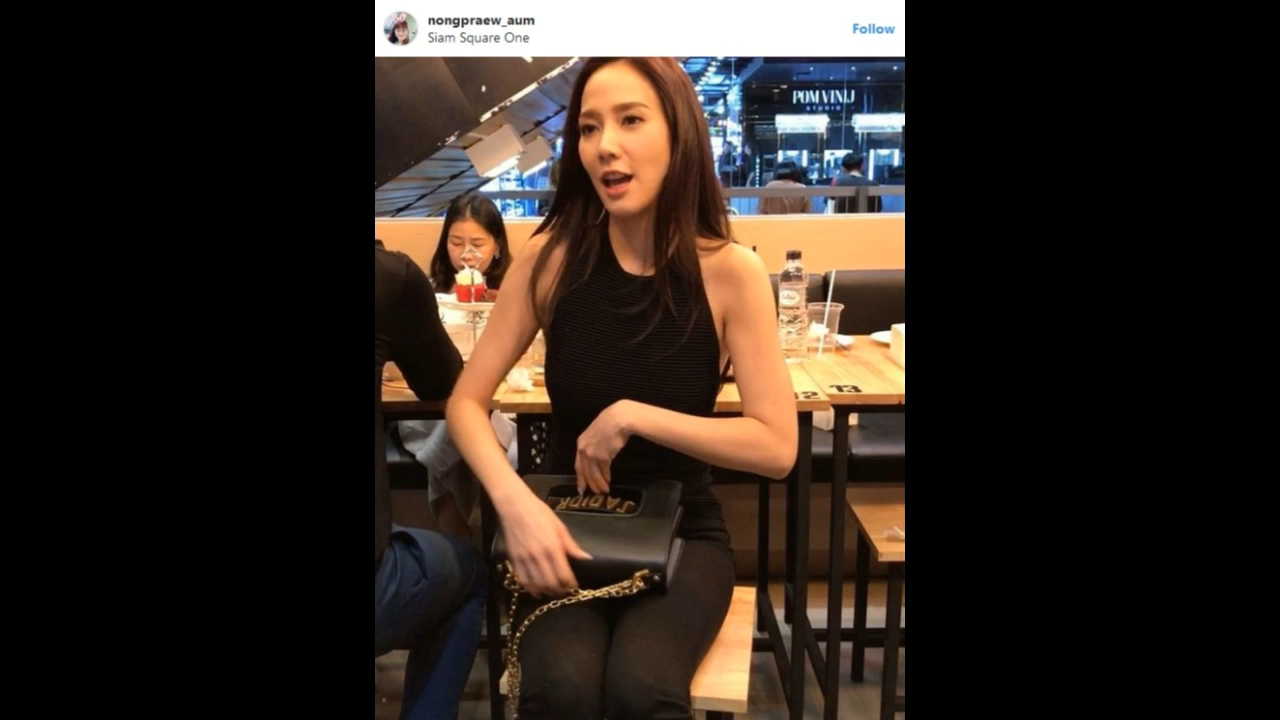 nongpraew_aum
Siam Square One
Follow
POM VINIJ
STUDIO
J'ADIOR
12
13